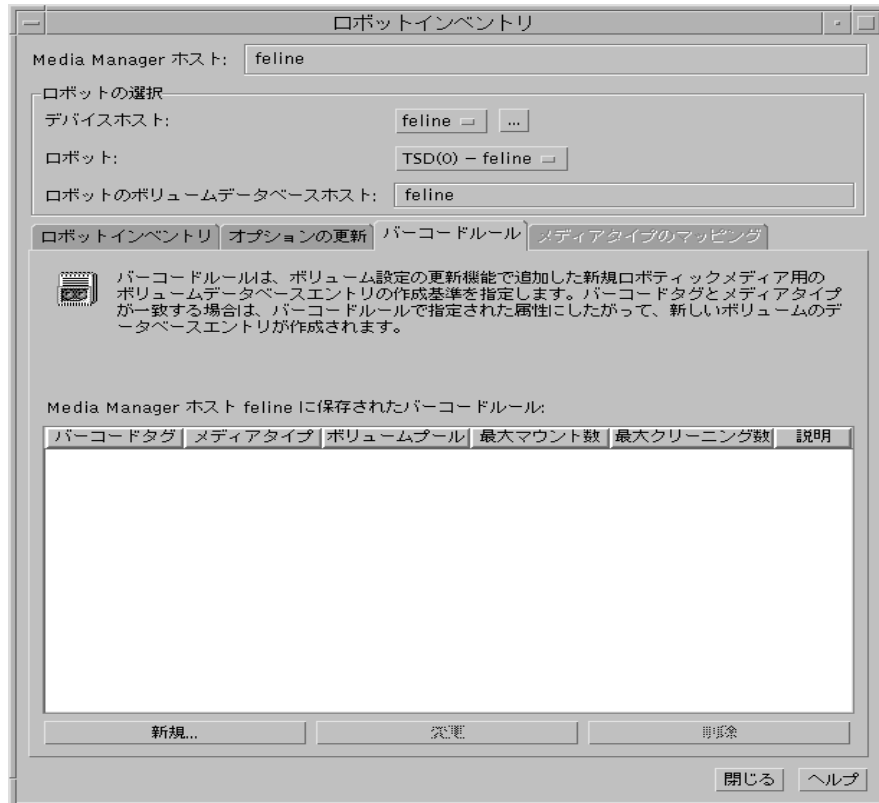 ロボットインベントリ
Media Manager ホスト: feline
ロボットの選択
デバイスホスト: feline ...
ロボット: TSD(0) – feline
ロボットのボリュームデータベースホスト: feline
ロボットインベントリ オプションの更新 バーコードルール メディアタイプのマッピング
バーコードルールは、ボリューム設定の更新機能で追加した新規ロボティックメディア用の
ボリュームデータベースエントリの作成基準を指定します。バーコードタグとメディアタイプ
が一致する場合は、バーコードルールで指定された属性にしたがって、新しいボリュームのデ
ータベースエントリが作成されます。
Media Manager ホスト feline に保存されたバーコードルール:
バーコードタグ メディアタイプ ボリュームプール 最大マウント数 最大クリーニング数 説明
新規... 変更 削除
閉じる ヘルプ